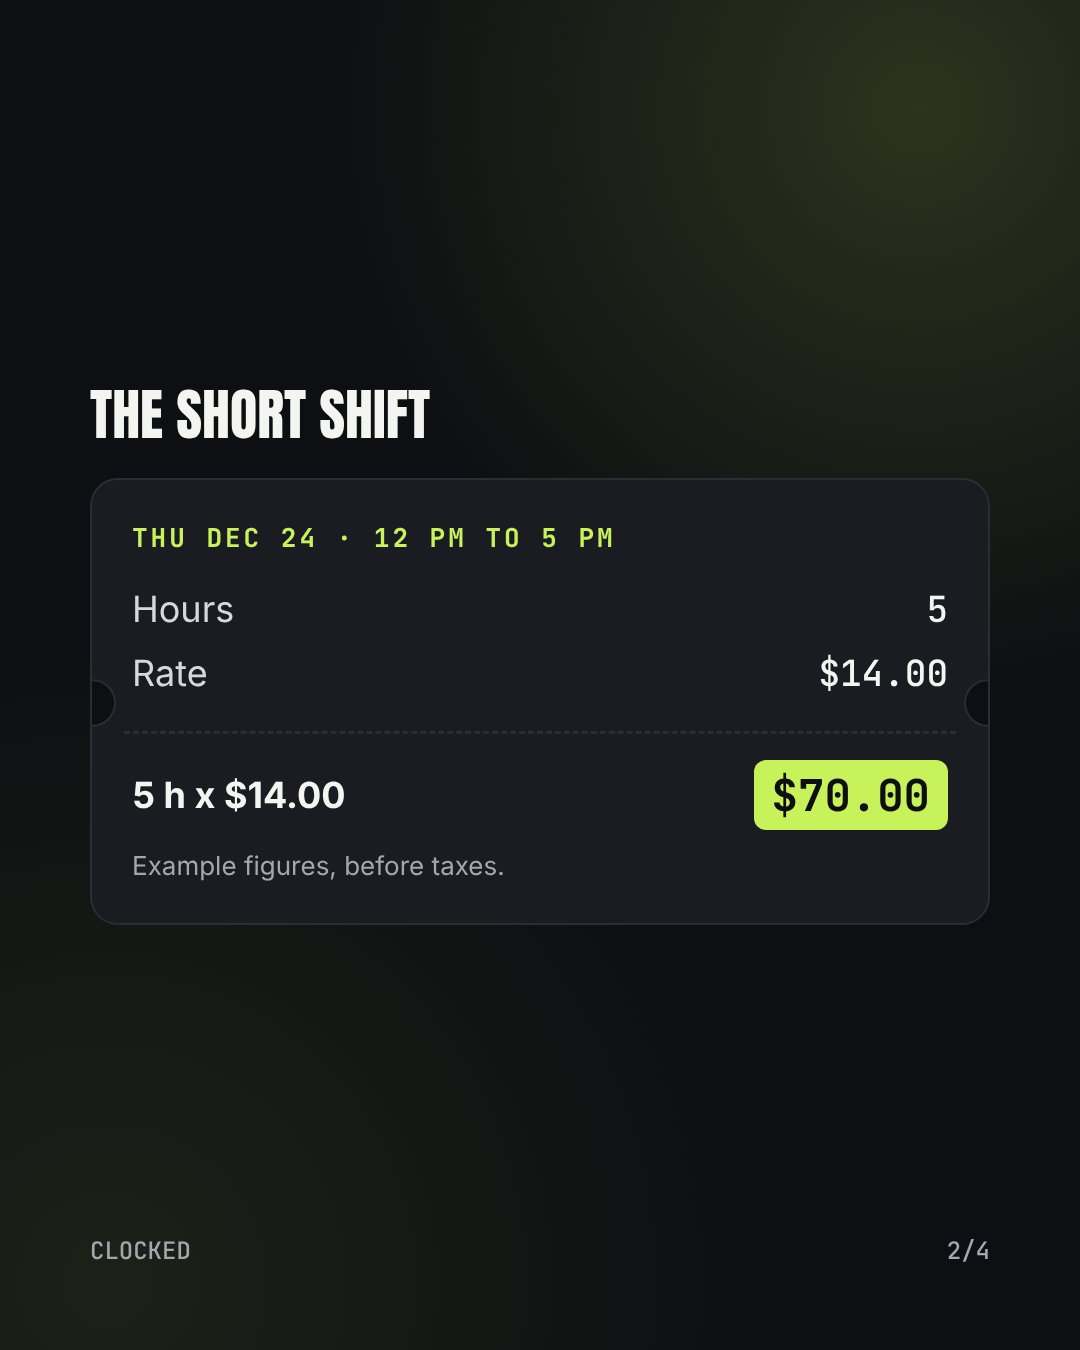 THE SHORT SHIFT
THU DEC 24 · 12 PM TO 5 PM
Hours 5
Rate $14.00
5 h x $14.00 $70.00
Example figures, before taxes.
CLOCKED 2/4